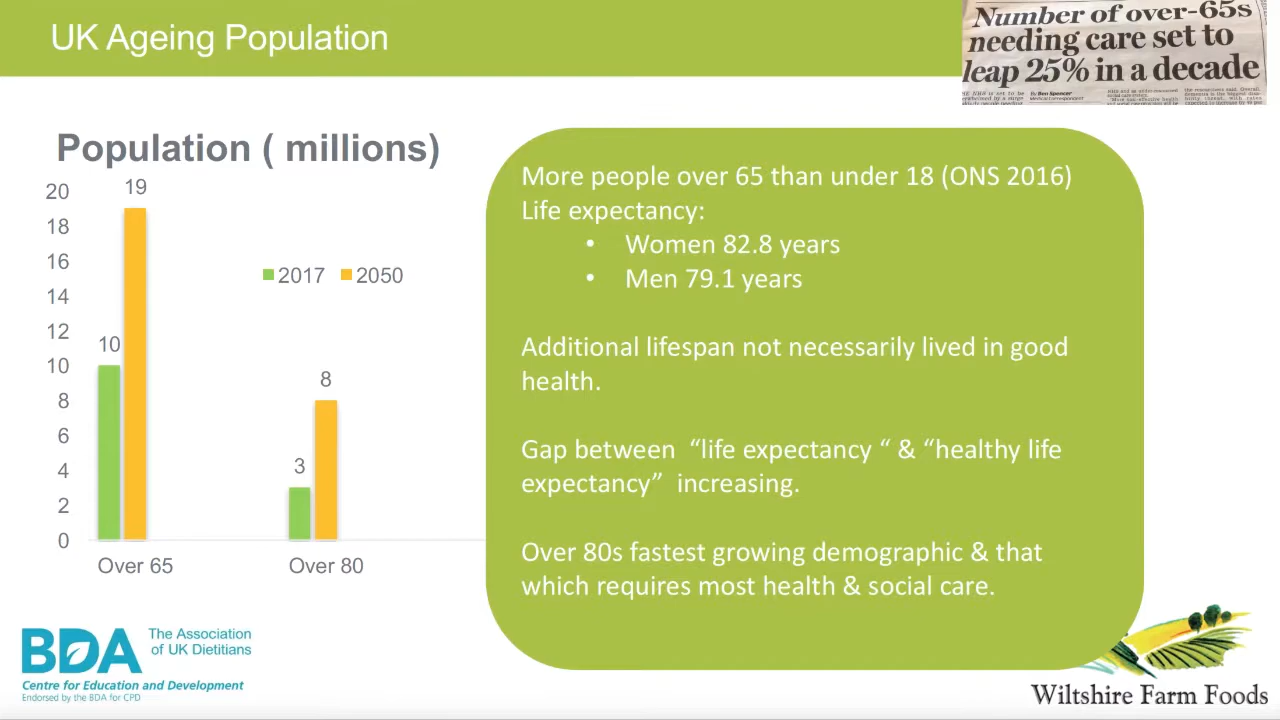 UK Ageing Population
Number of over-65s
needing care set to
leap 25% in a decade
By Ben Spencer
Medical Correspondent
Population ( millions)
20
18
16
14
12
10
8
6
4
2
0
19
10
8
3
2017 2050
Over 65 Over 80
More people over 65 than under 18 (ONS 2016)
Life expectancy:
• Women 82.8 years
• Men 79.1 years
Additional lifespan not necessarily lived in good
health.
Gap between “life expectancy “ & “healthy life
expectancy” increasing.
Over 80s fastest growing demographic & that
which requires most health & social care.
BDA The Association
of UK Dietitians
Centre for Education and Development
Endorsed by the BDA for CPD
Wiltshire Farm Foods